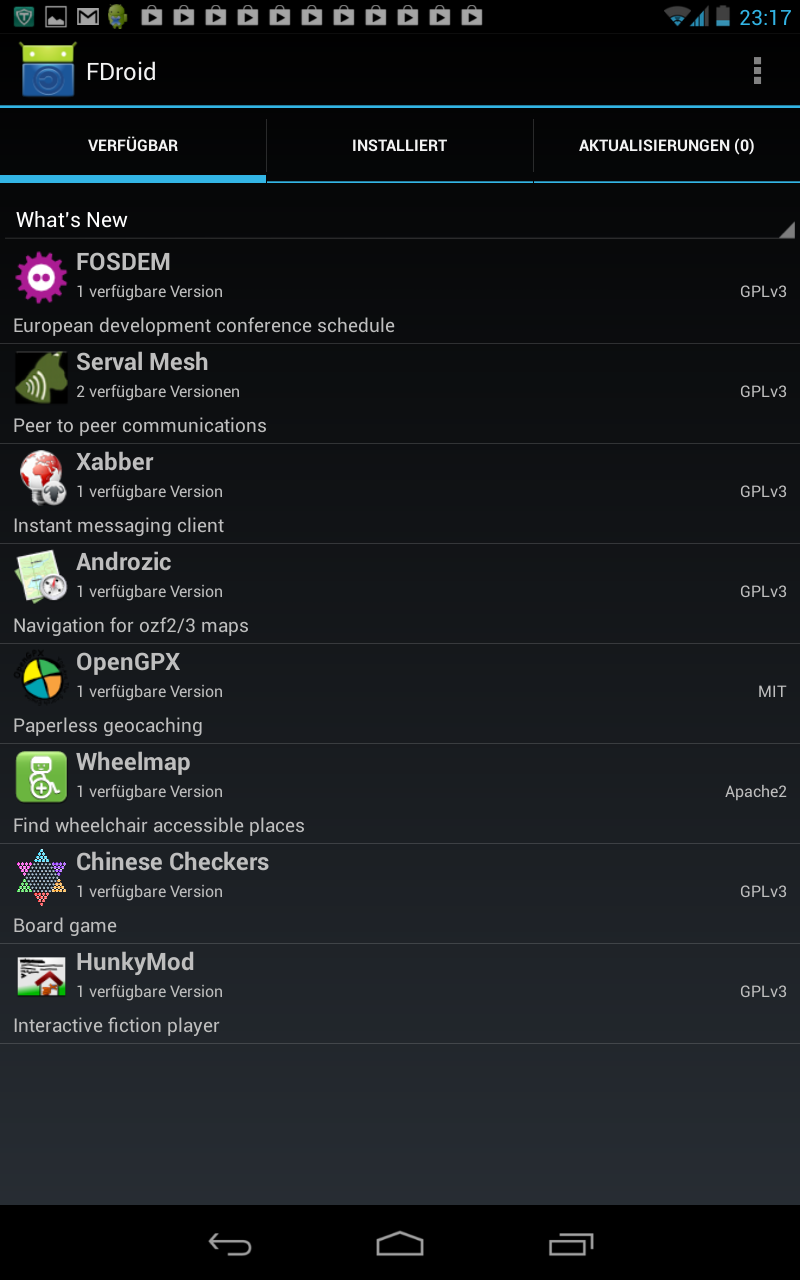 23:17
FDroid
VERFÜGBAR INSTALLIERT AKTUALISIERUNGEN (0)
What's New
FOSDEM
1 verfügbare Version GPLv3
European development conference schedule
Serval Mesh
2 verfügbare Versionen GPLv3
Peer to peer communications
Xabber
1 verfügbare Version GPLv3
Instant messaging client
Androzic
1 verfügbare Version GPLv3
Navigation for ozf2/3 maps
OpenGPX
1 verfügbare Version MIT
Paperless geocaching
Wheelmap
1 verfügbare Version Apache2
Find wheelchair accessible places
Chinese Checkers
1 verfügbare Version GPLv3
Board game
HunkyMod
1 verfügbare Version GPLv3
Interactive fiction player